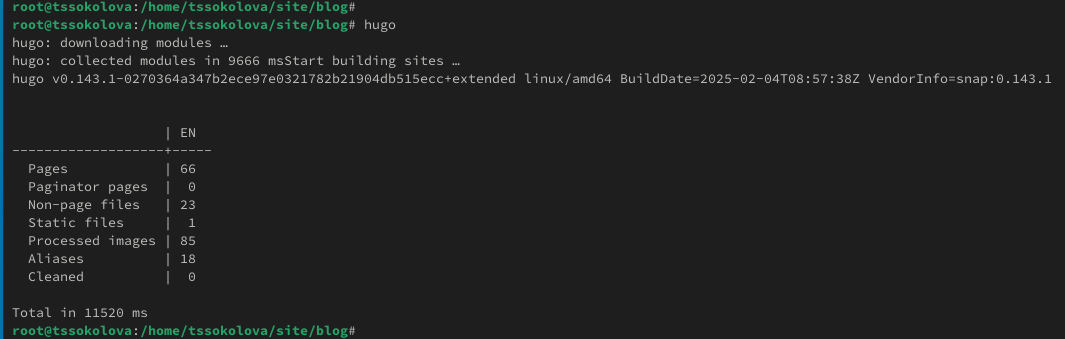 root@tssokolova:/home/tssokolova/site/blog#
root@tssokolova:/home/tssokolova/site/blog# hugo
hugo: downloading modules …
hugo: collected modules in 9666 msStart building sites …
hugo v0.143.1-0270364a347b2ece97e0321782b21904db515ecc+extended linux/amd64 BuildDate=2025-02-04T08:57:38Z VendorInfo=snap:0.143.1
                   | EN
-------------------+-----
  Pages            | 66
  Paginator pages  |  0
  Non-page files   | 23
  Static files     |  1
  Processed images | 85
  Aliases          | 18
  Cleaned          |  0
Total in 11520 ms
root@tssokolova:/home/tssokolova/site/blog#